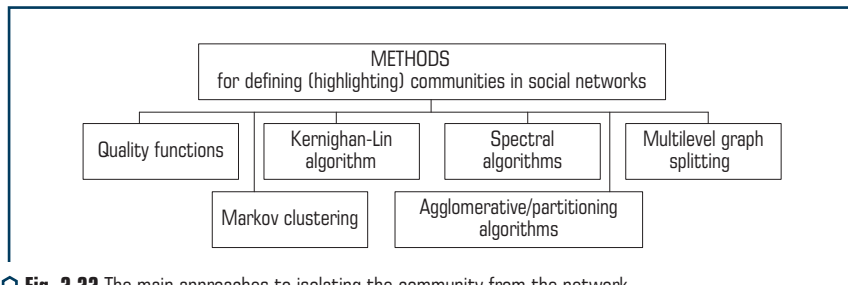 METHODS
for defining (highlighting) communities in social networks
Quality functions
Kernighan-Lin
algorithm
Spectral
algorithms
Multilevel graph
splitting
Markov clustering
Agglomerative/partitioning
algorithms
Fig. 2.22 The main approaches to isolating the community from the network